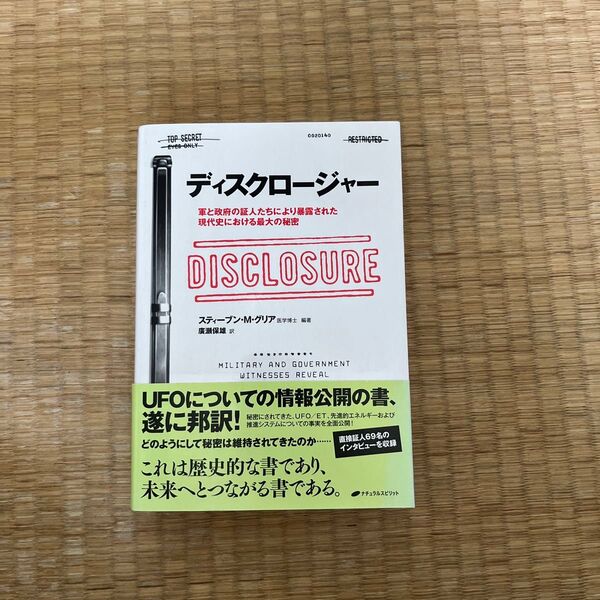 TOP SECRET
EYES ONLY
CG20140
RESTRICTED
ディスクロージャー
軍と政府の証人たちにより暴露された
現代史における最大の秘密
DISCLOSURE
スティーブン・M・グリア 医学博士 編著
廣瀬保雄 訳
MILITARY AND GOVERNMENT
WITNESSES REVEAL
UFOについての情報公開の書、
遂に邦訳!
秘密にされてきた、UFO/ET、先進的エネルギーおよび
推進システムについての事実を全面公開!
どのようにして秘密は維持されてきたのか……
直接証人69名の
インタビューを収録
これは歴史的な書であり、
未来へとつながる書である。
ナチュラルスピリット